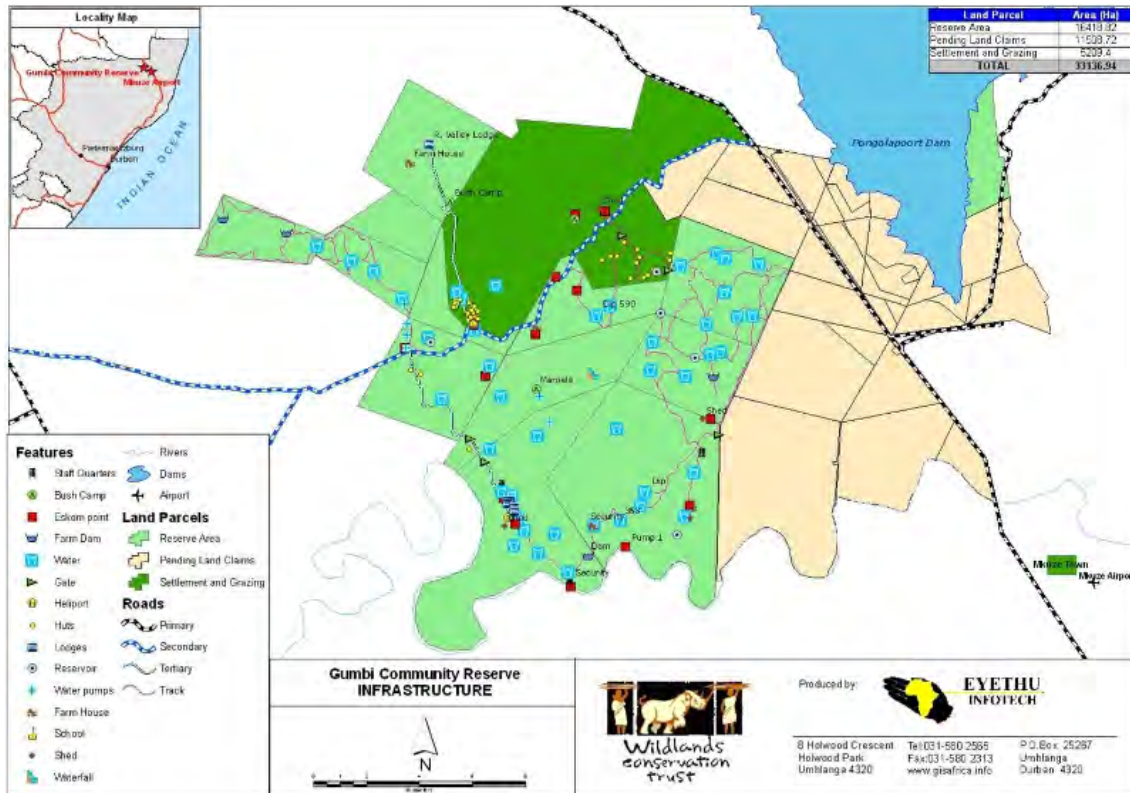 Locality Map
Gumbi Community Reserve
Mkuze Airport
Pietermaritzburg
Durban
INDIAN OCEAN
Land Parcel Area (Ha)
Reserve Area 16418.82
Pending Land Claims 11508.72
Settlement and Grazing 5209.4
TOTAL 33136.94
Pongolapoort Dam
R. Valley Lodge
Farm House
Bush Camp
Dip 590
Mansele
Shed
Dip
Security
Dam
Pump 1
Security
Mkuze Town
Mkuze Airport
Features
Staff Quarters
Bush Camp
Eskom point
Farm Dam
Water
Gate
Heliport
Huts
Lodges
Reservoir
Water pumps
Farm House
School
Shed
Waterfall
Rivers
Dams
Airport
Land Parcels
Reserve Area
Pending Land Claims
Settlement and Grazing
Roads
Primary
Secondary
Tertiary
Track
Gumbi Community Reserve
INFRASTRUCTURE
N
Wildlands
conservation
trust
Produced by:
EYETHU
INFOTECH
8 Holwood Crescent Tel:031-580 2565 P.O.Box. 25267
Holwood Park Fax:031-580 2313 Umhlanga
Umhlanga 4320 www.gisafrica.info Durban 4320